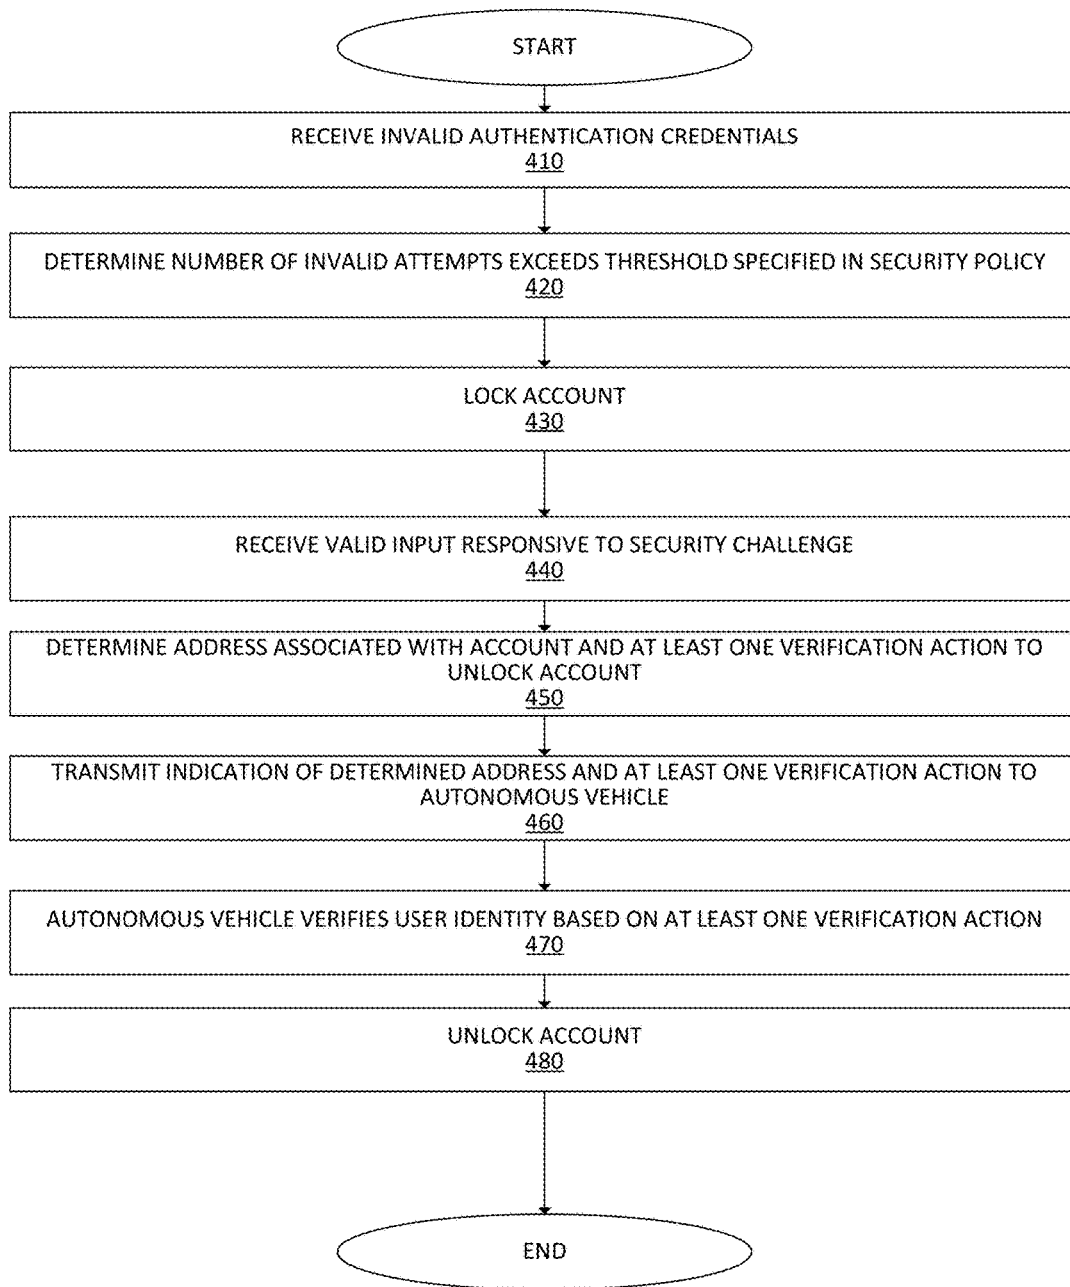 START
RECEIVE INVALID AUTHENTICATION CREDENTIALS
410
DETERMINE NUMBER OF INVALID ATTEMPTS EXCEEDS THRESHOLD SPECIFIED IN SECURITY POLICY
420
LOCK ACCOUNT
430
RECEIVE VALID INPUT RESPONSIVE TO SECURITY CHALLENGE
440
DETERMINE ADDRESS ASSOCIATED WITH ACCOUNT AND AT LEAST ONE VERIFICATION ACTION TO
UNLOCK ACCOUNT
450
TRANSMIT INDICATION OF DETERMINED ADDRESS AND AT LEAST ONE VERIFICATION ACTION TO
AUTONOMOUS VEHICLE
460
AUTONOMOUS VEHICLE VERIFIES USER IDENTITY BASED ON AT LEAST ONE VERIFICATION ACTION
470
UNLOCK ACCOUNT
480
END